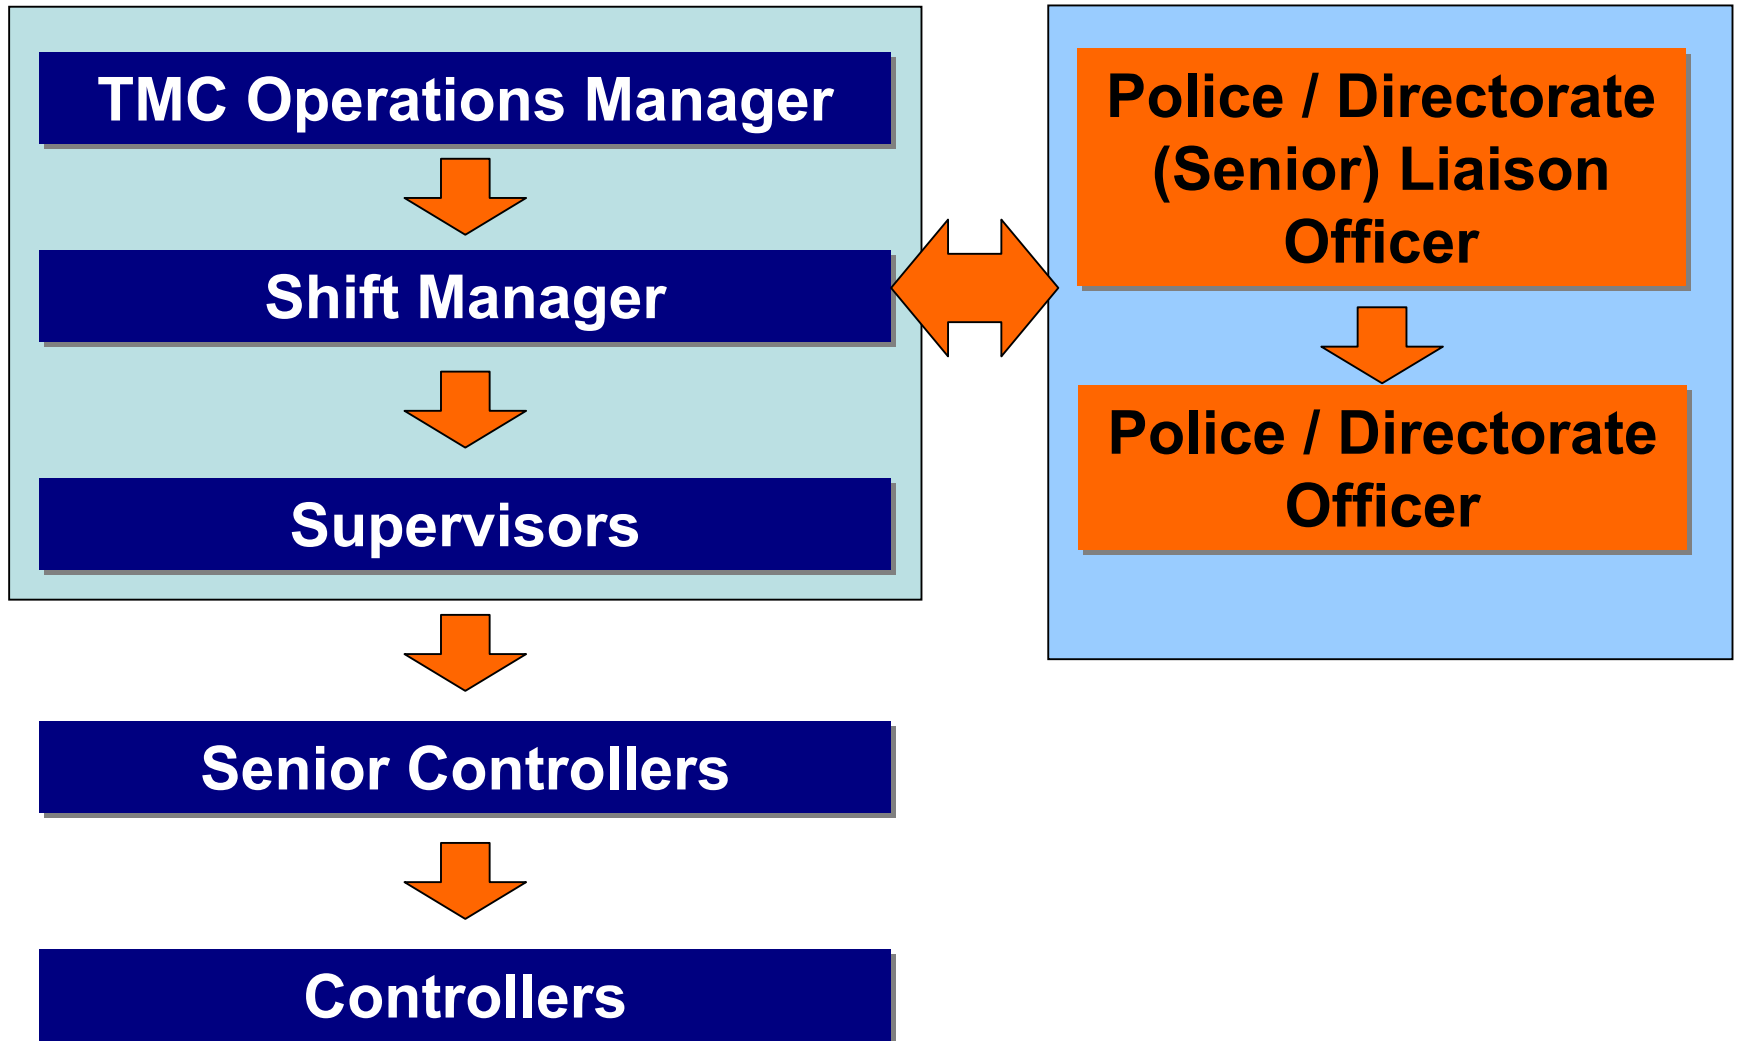 TMC Operations Manager
Shift Manager
Supervisors
Senior Controllers
Controllers
Police / Directorate
(Senior) Liaison
Officer
Police / Directorate
Officer